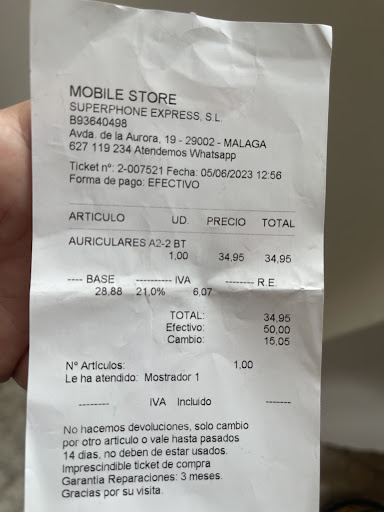 MOBILE STORE
SUPERPHONE EXPRESS, S.L.
B93640498
Avda. de la Aurora, 19 - 29002 - MALAGA
627 119 234 Atendemos Whatsapp
Ticket nº: 2-007521 Fecha: 05/06/2023 12:56
Forma de pago: EFECTIVO
ARTICULO UD. PRECIO TOTAL
AURICULARES A2-2 BT
1,00 34,95 34,95
---- BASE ---------- IVA -------- R.E.
28,88 21,0% 6,07
TOTAL: 34,95
Efectivo: 50,00
Cambio: 15,05
Nº Articulos: 1,00
Le ha atendido: Mostrador 1
-------- IVA Incluido -------
No hacemos devoluciones, solo cambio
por otro articulo o vale hasta pasados
14 dias, no deben de estar usados.
Imprescindible ticket de compra
Garantia Reparaciones: 3 meses.
Gracias por su visita.